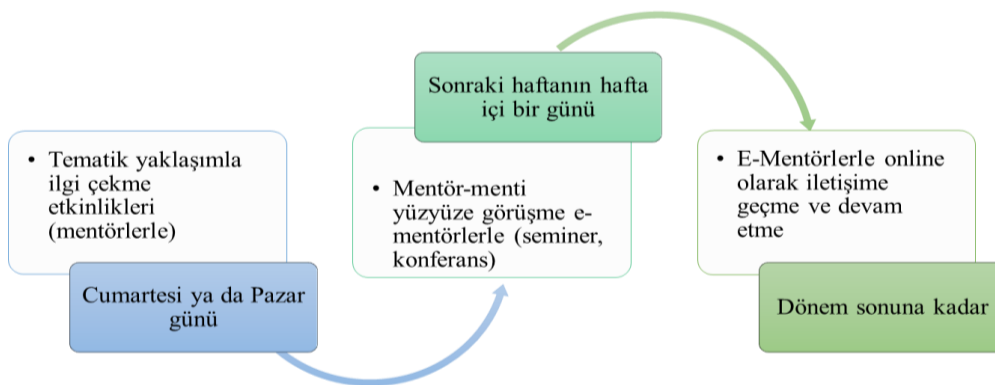 • Tematik yaklaşımla
ilgi çekme
etkinlikleri
(mentörlerle)
Cumartesi ya da Pazar
günü
Sonraki haftanın hafta
içi bir günü
• Mentör-menti
yüzyüze görüşme e-
mentörlerle (seminer,
konferans)
• E-Mentörlerle online
olarak iletişime
geçme ve devam
etme
Dönem sonuna kadar